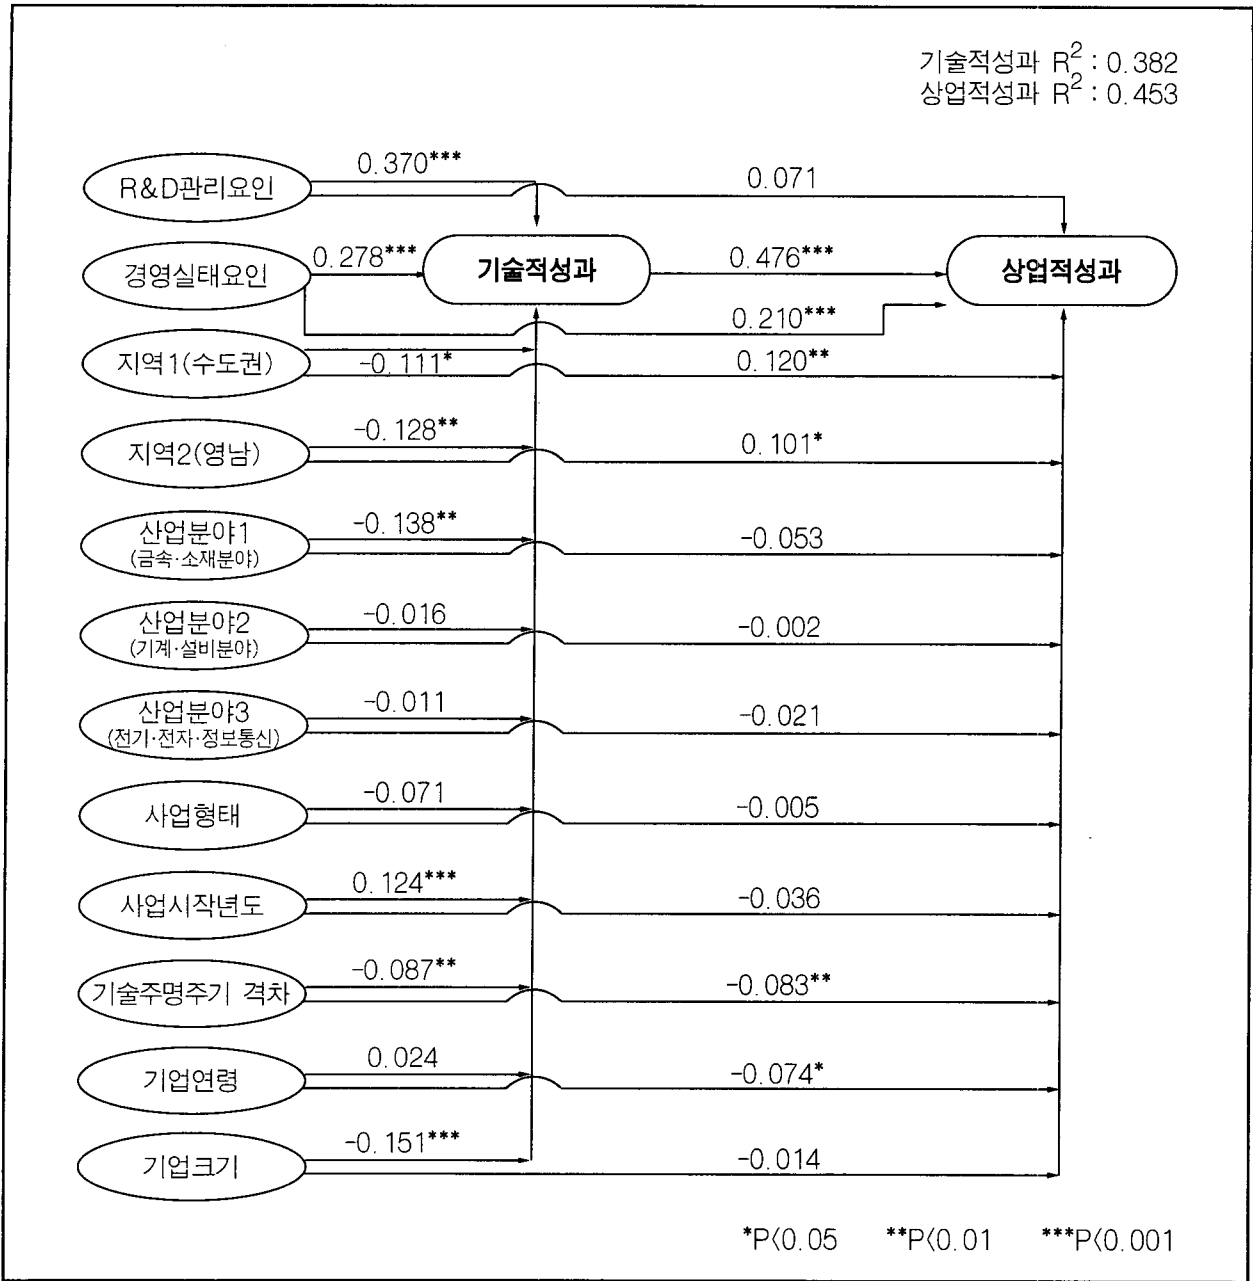 기술적성과 R2 : 0.382
상업적성과 R2 : 0.453
0.370***
R&D관리요인
0.071
0.278***
경영실태요인
기술적성과
0.476***
상업적성과
0.210***
지역1(수도권)
-0.111*
0.120**
-0.128**
지역2(영남)
0.101*
산업분야1
(금속·소재분야)
-0.138**
-0.053
산업분야2
(기계·설비분야)
-0.016
-0.002
산업분야3
(전기·전자·정보통신)
-0.011
-0.021
-0.071
사업형태
-0.005
0.124***
사업시작년도
-0.036
-0.087**
기술주명주기 격차
-0.083**
0.024
기업연령
-0.074*
-0.151***
기업크기
-0.014
*P<0.05 **P<0.01 ***P<0.001